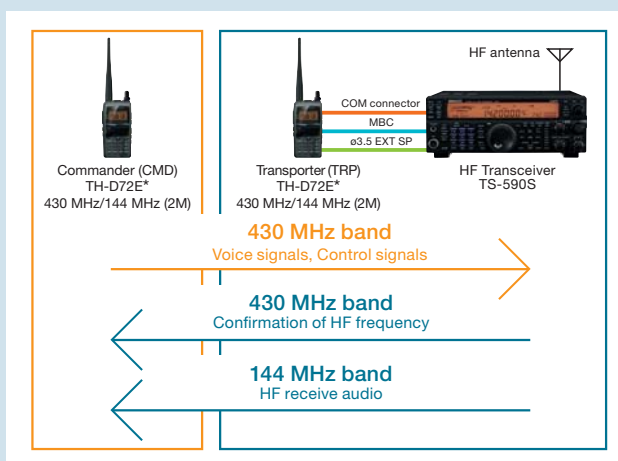 HF antenna
COM connector
MBC
ø3.5 EXT SP
Commander (CMD)
TH-D72E*
430 MHz/144 MHz (2M)
Transporter (TRP)
TH-D72E*
430 MHz/144 MHz (2M)
HF Transceiver
TS-590S
430 MHz band
Voice signals, Control signals
430 MHz band
Confirmation of HF frequency
144 MHz band
HF receive audio